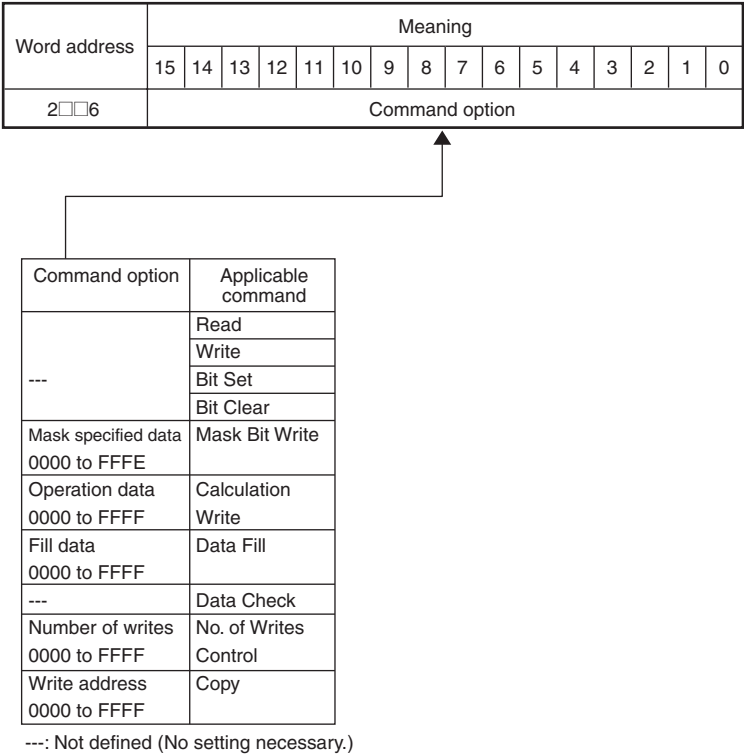 Word address
Meaning
15 14 13 12 11 10 9 8 7 6 5 4 3 2 1 0
2□□6 Command option
Command option Applicable
command
Read
Write
--- Bit Set
Bit Clear
Mask specified data Mask Bit Write
0000 to FFFE
Operation data Calculation
0000 to FFFF Write
Fill data Data Fill
0000 to FFFF
--- Data Check
Number of writes No. of Writes
0000 to FFFF Control
Write address Copy
0000 to FFFF
---: Not defined (No setting necessary.)